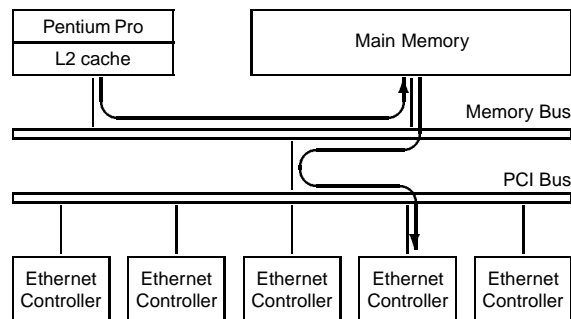 Pentium Pro
L2 cache
Main Memory
Memory Bus
PCI Bus
Ethernet
Controller
Ethernet
Controller
Ethernet
Controller
Ethernet
Controller
Ethernet
Controller